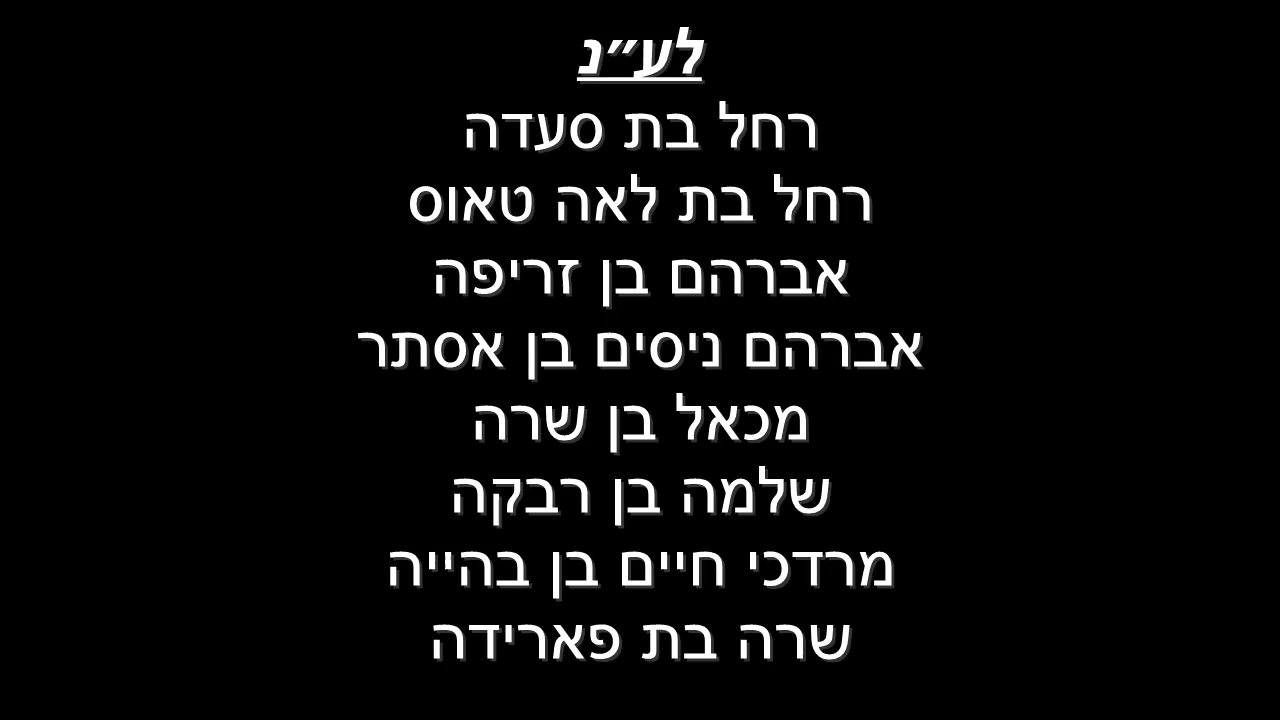 לע״נ
רחל בת סעדה
רחל בת לאה טאוס
אברהם בן זריפה
אברהם ניסים בן אסתר
מכאל בן שרה
שלמה בן רבקה
מרדכי חיים בן בהייה
שרה בת פארידה